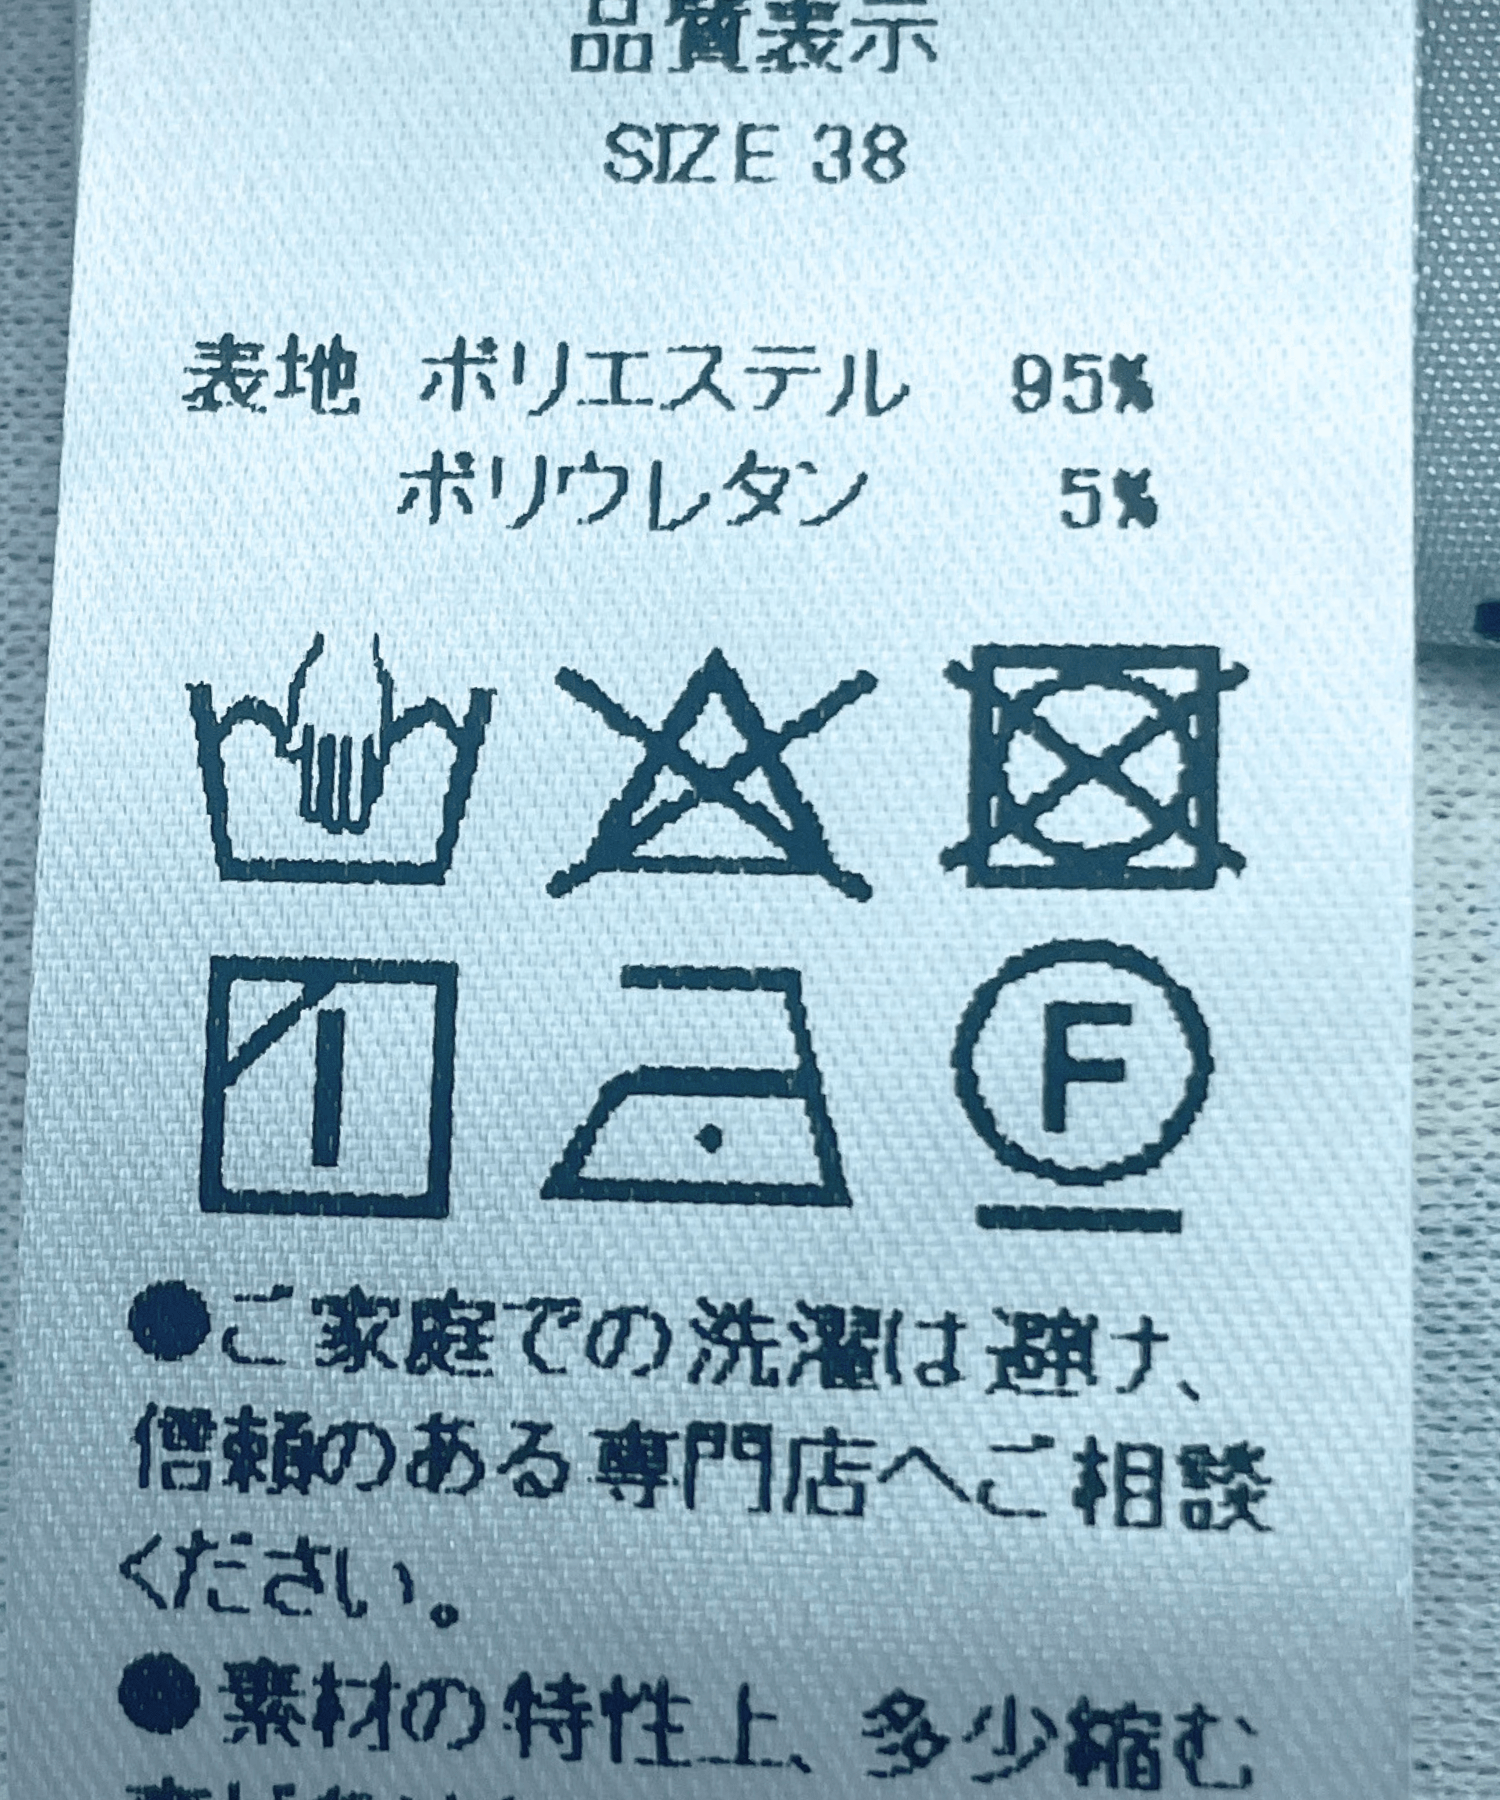 品質表示
SIZE 38
表地 ポリエステル 95%
ポリウレタン 5%
F
●ご家庭での洗濯は避け、
信頼のある専門店へご相談
ください。
●素材の特性上、多少縮む